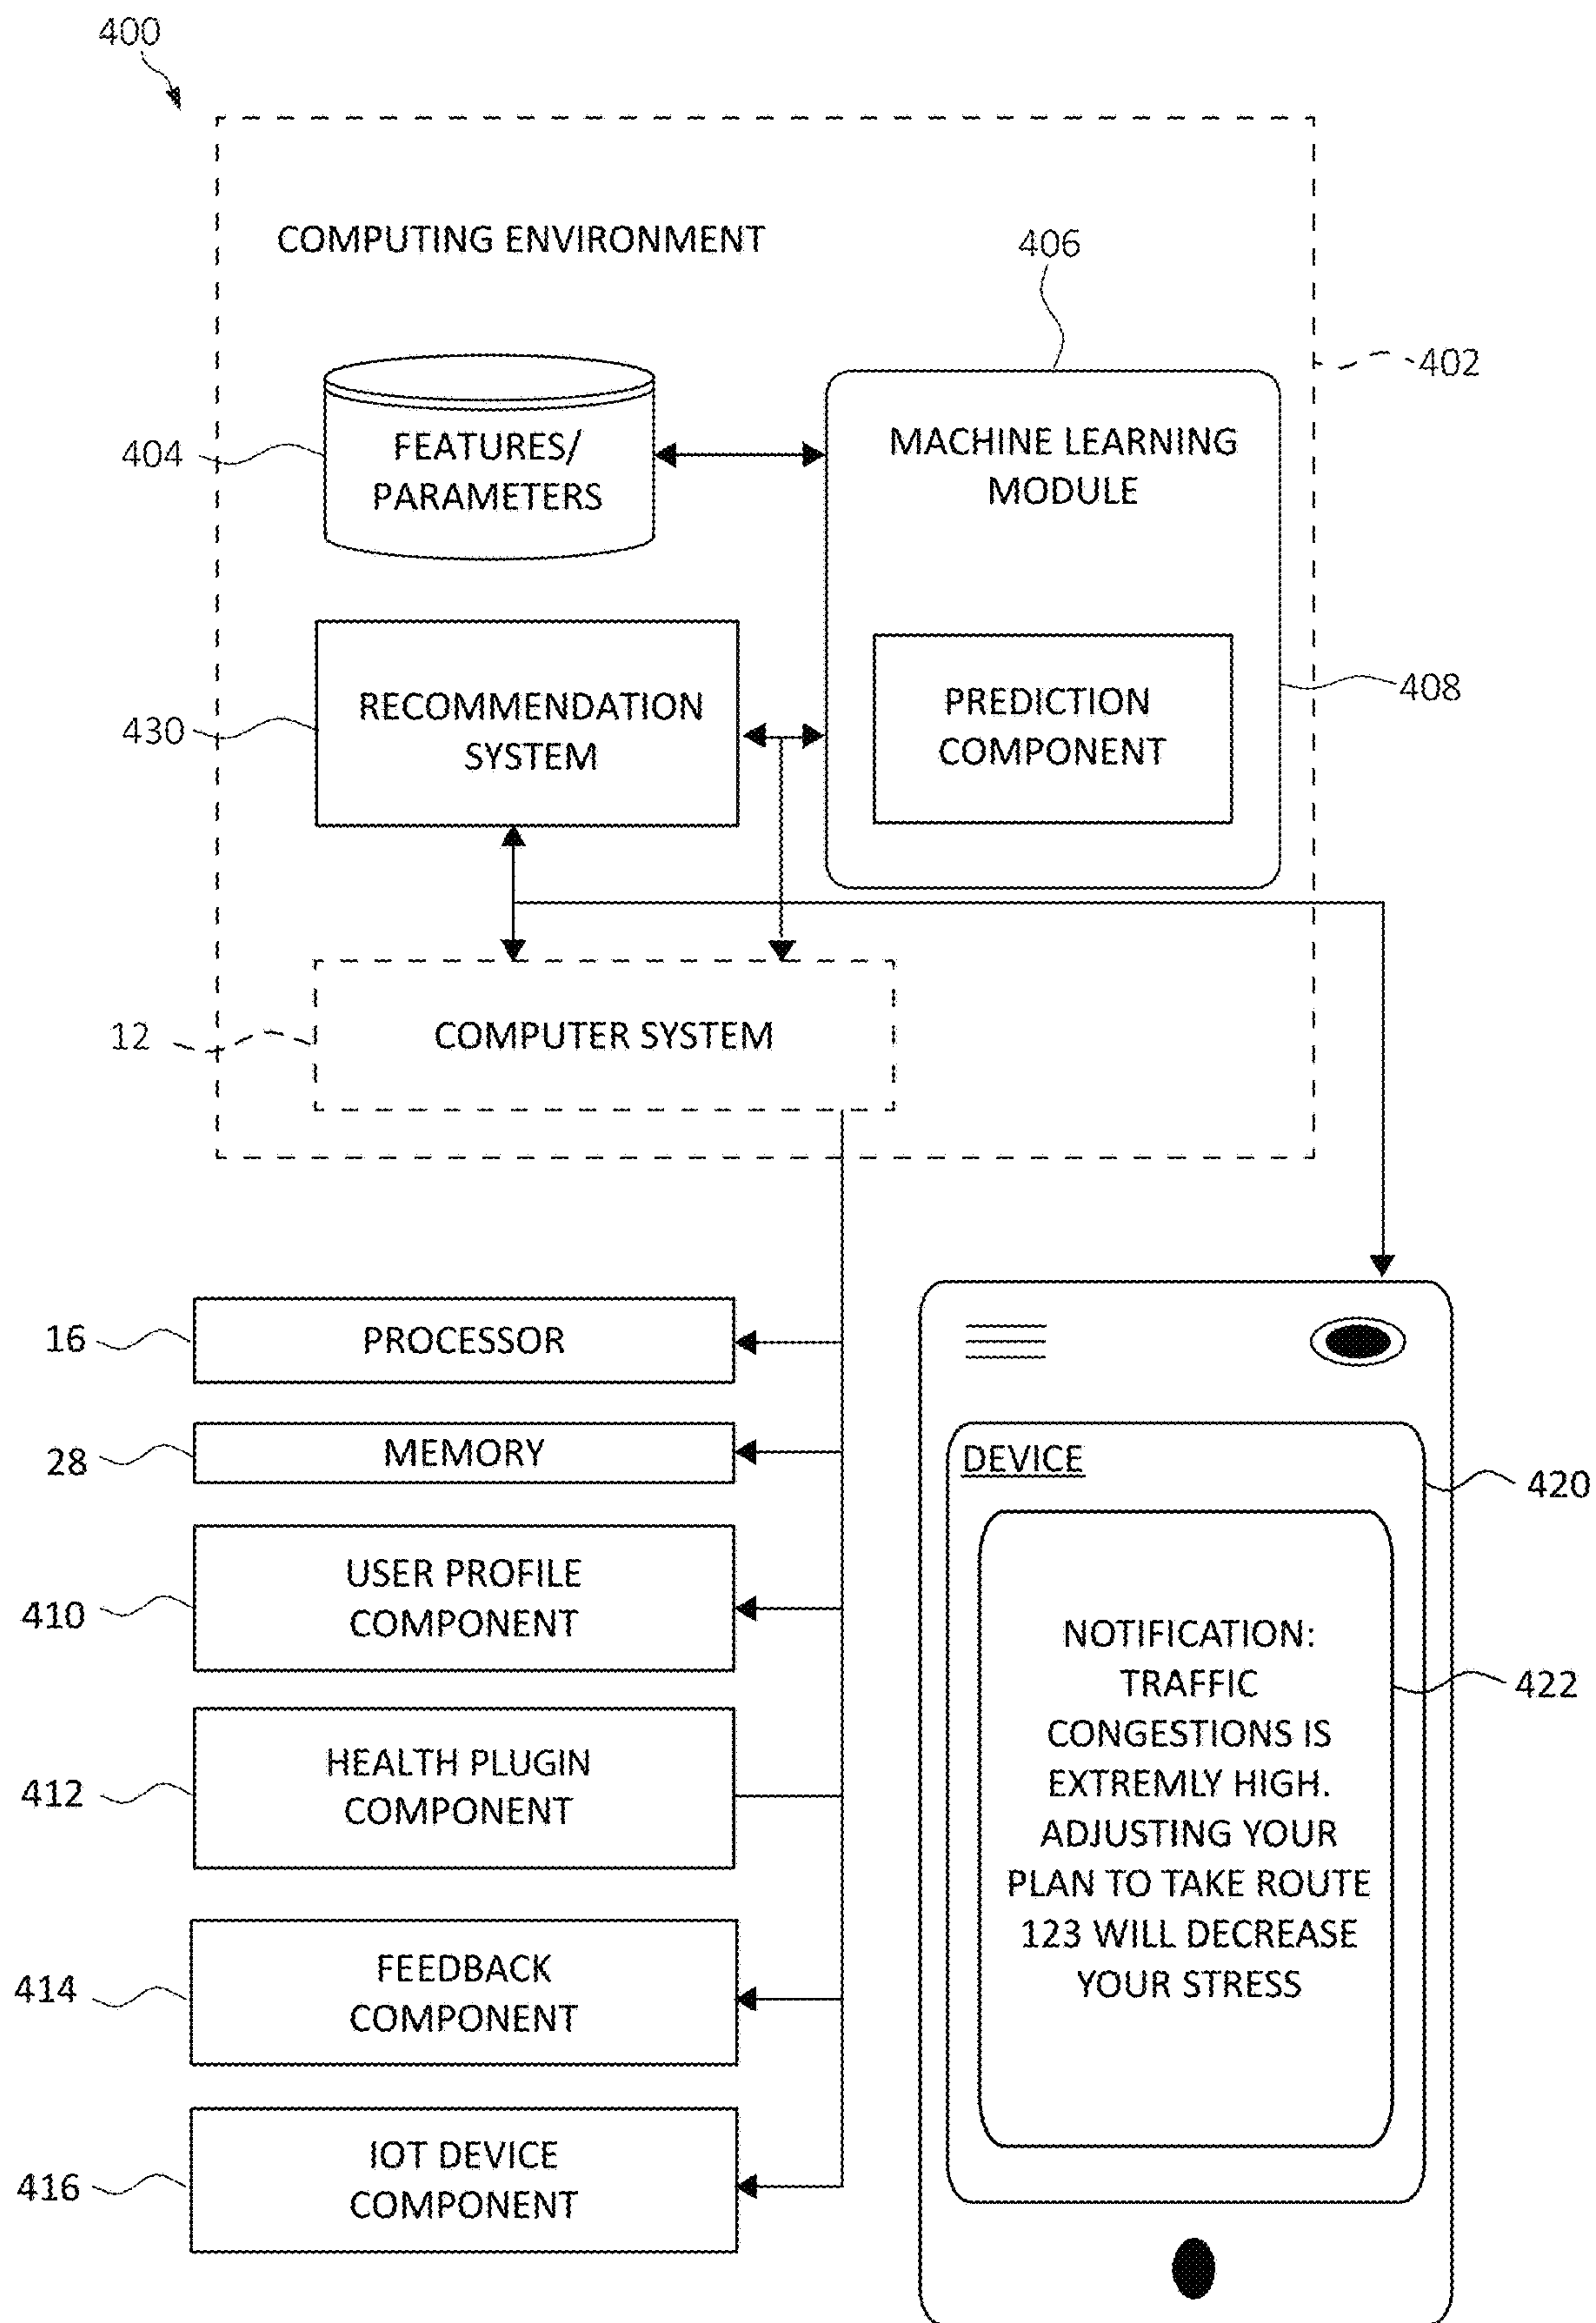 400
COMPUTING ENVIRONMENT
406
402
404
FEATURES/
PARAMETERS
MACHINE LEARNING
MODULE
430
RECOMMENDATION
SYSTEM
PREDICTION
COMPONENT
408
12
COMPUTER SYSTEM
16
PROCESSOR
28
MEMORY
410
USER PROFILE
COMPONENT
412
HEALTH PLUGIN
COMPONENT
414
FEEDBACK
COMPONENT
416
IOT DEVICE
COMPONENT
DEVICE
420
NOTIFICATION:
TRAFFIC
CONGESTIONS IS
EXTREMLY HIGH.
ADJUSTING YOUR
PLAN TO TAKE ROUTE
123 WILL DECREASE
YOUR STRESS
422